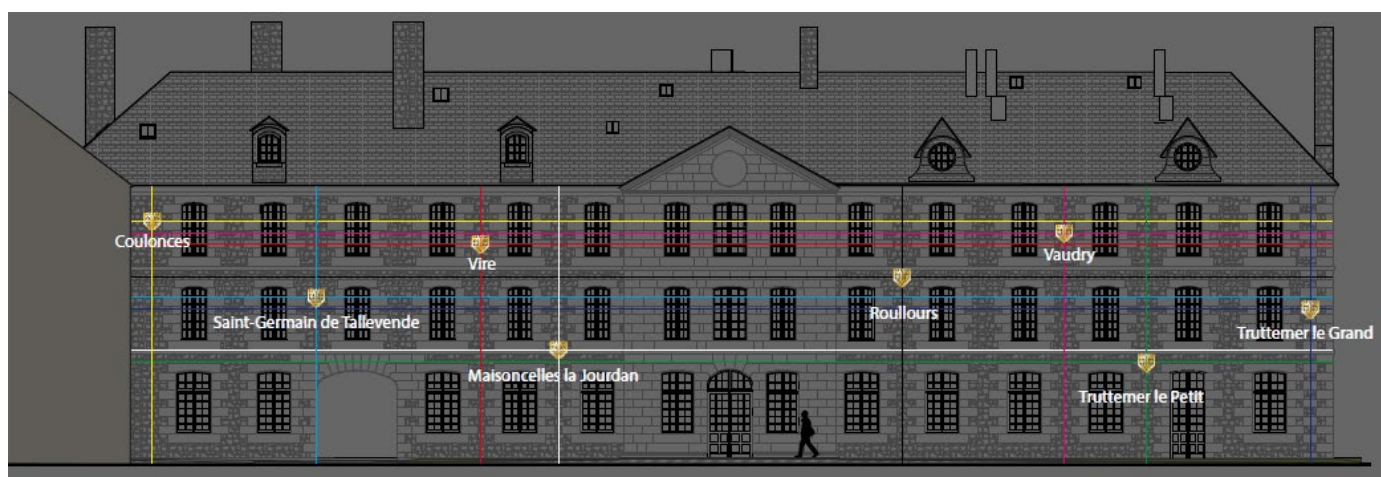 Coulonces
Vire
Vaudry
Saint-Germain de Tallevende
Roullours
Truttemer le Grand
Maisoncelles la Jourdan
Truttemer le Petit